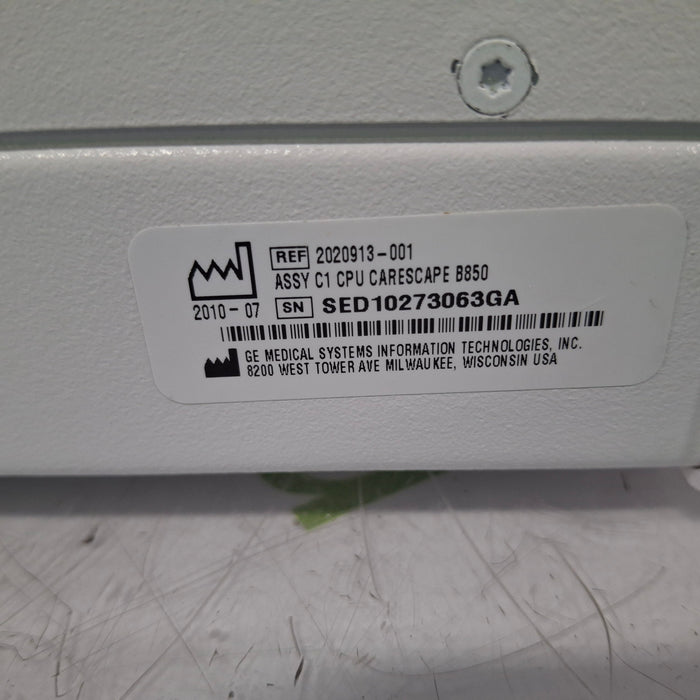 REF 2020913-001
ASSY C1 CPU CARESCAPE B850
2010-07 SN SED10273063GA
GE MEDICAL SYSTEMS INFORMATION TECHNOLOGIES, INC.
8200 WEST TOWER AVE MILWAUKEE, WISCONSIN USA